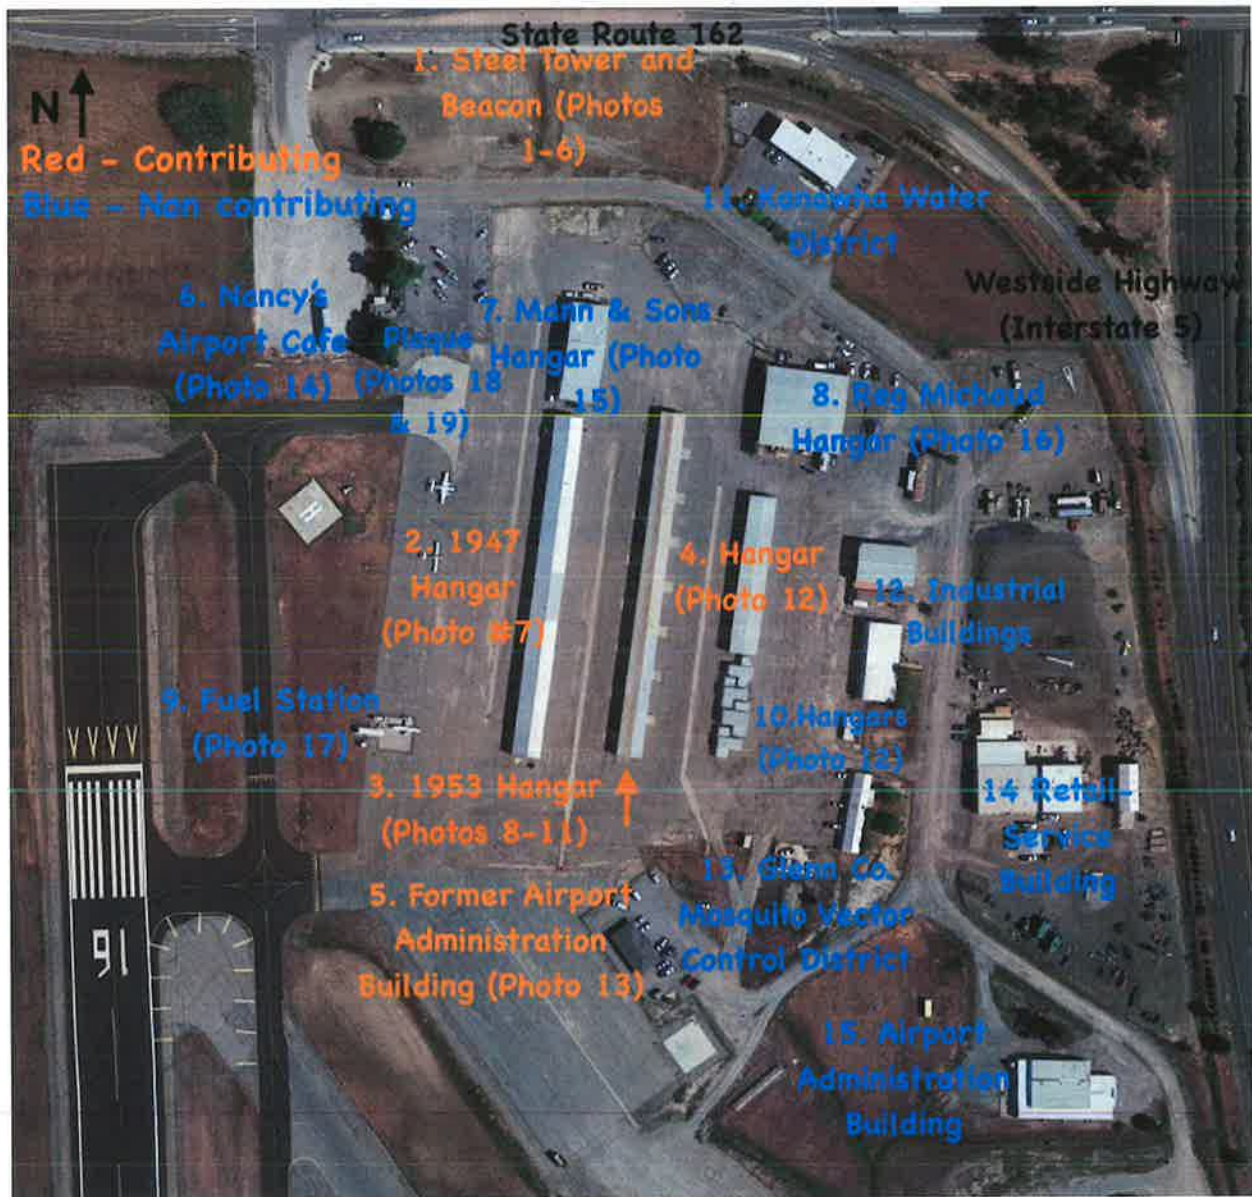 State Route 162
1. Steel Tower and
Beacon (Photos
1-6)
N
Red - Contributing
Blue - Non contributing
11. Kanawha Water
District
Westside Highway
(Interstate 5)
6. Nancy's
Airport Cafe
(Photo 14)
Plaque
(Photos 18
& 19)
7. Mann & Sons
Hangar (Photo
15)
8. Reg Michaud
Hangar (Photo 16)
H
2. 1947
Hangar
(Photo #7)
4. Hangar
(Photo 12)
12. Industrial
Buildings
9. Fuel Station
(Photo 17)
10.Hangars
(Photo 12)
3. 1953 Hangar
(Photos 8-11)
14 Retail-
Service
Building
5. Former Airport
Administration
Building (Photo 13)
13. Glenn Co.
Mosquito Vector
Control District
16
15. Airport
Administration
Building